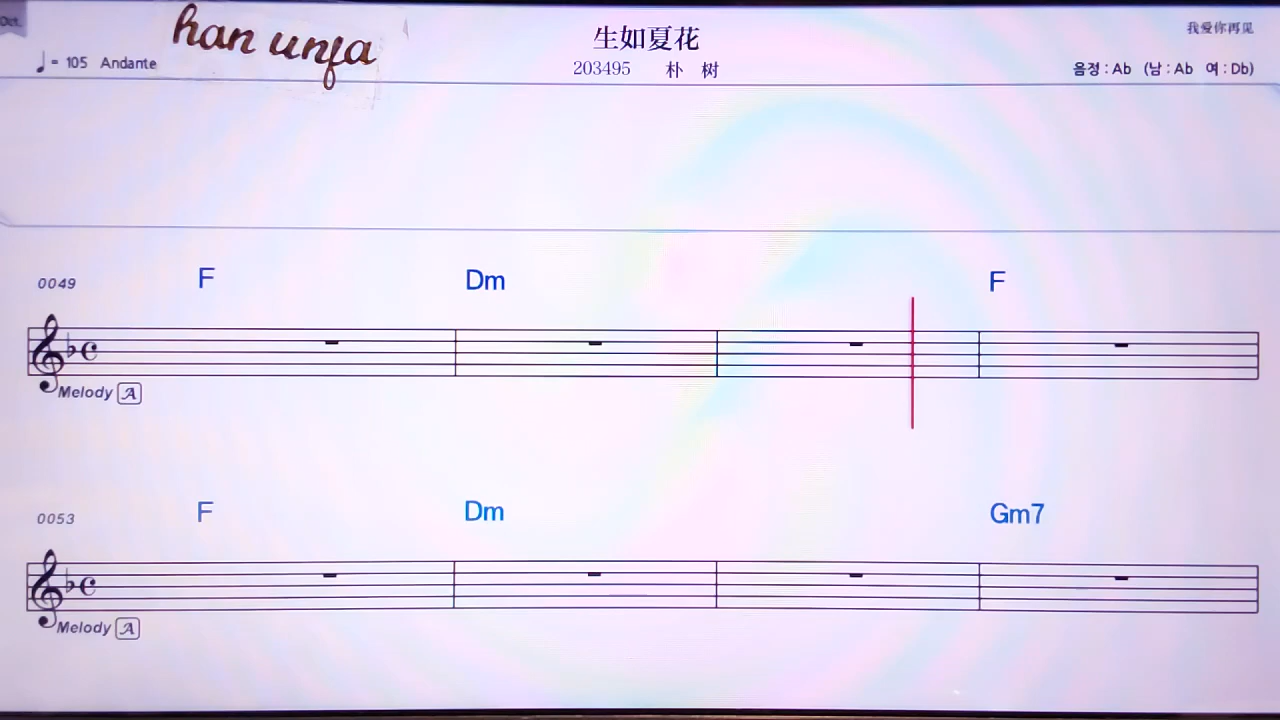 Oct.
han unfa
生如夏花
我爱你再见
♩= 105 Andante
203495 朴 树
음정 : Ab (남 : Ab 여 : Db)
0049 F Dm F
Melody A
0053 F Dm Gm7
Melody A